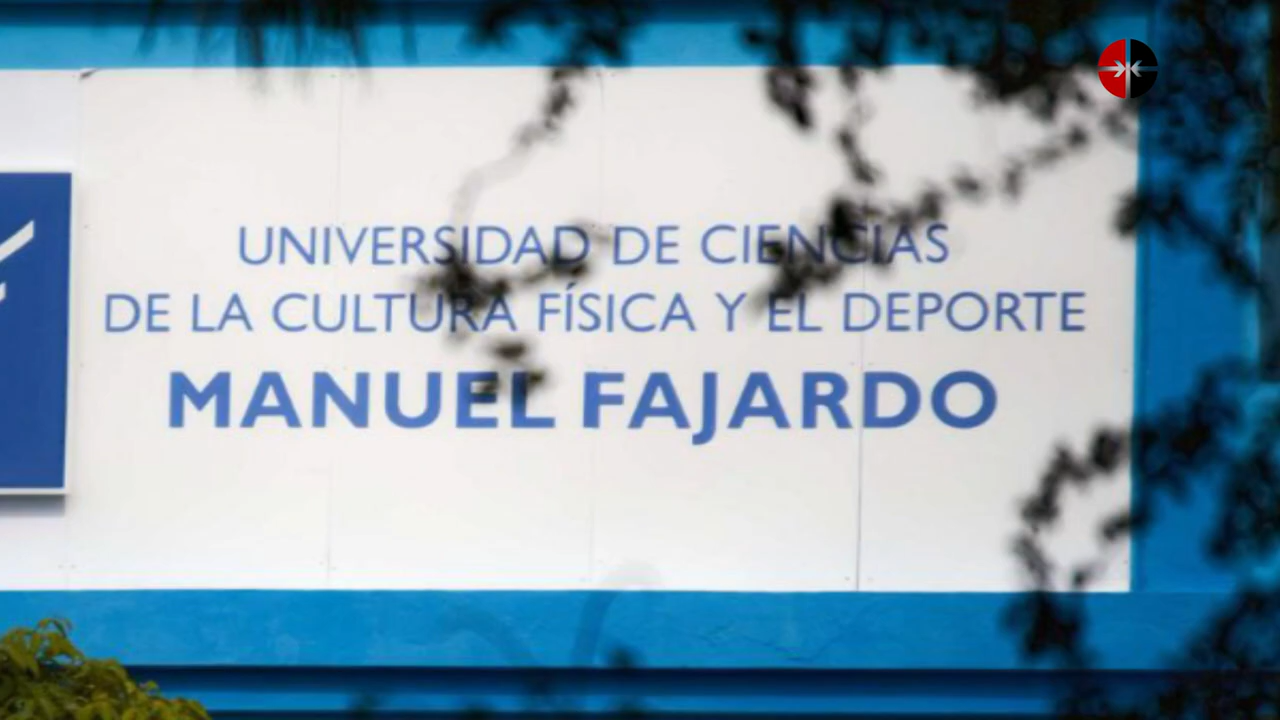 UNIVERSIDAD DE CIENCIAS
DE LA CULTURA FÍSICA Y EL DEPORTE
MANUEL FAJARDO